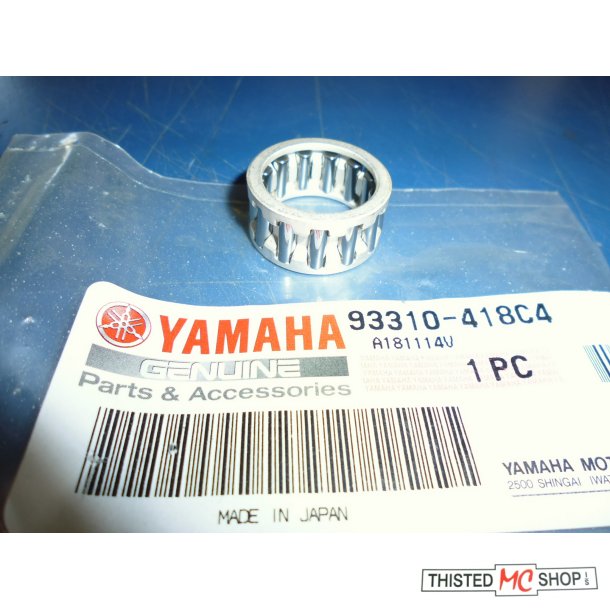 YAMAHA 93310-418C4
A181114V
GENUINE
Parts & Accessories
1 PC
YAMAHA MOT
2500 SHINGAI IWAT
MADE IN JAPAN
THISTED MC SHOP I/S